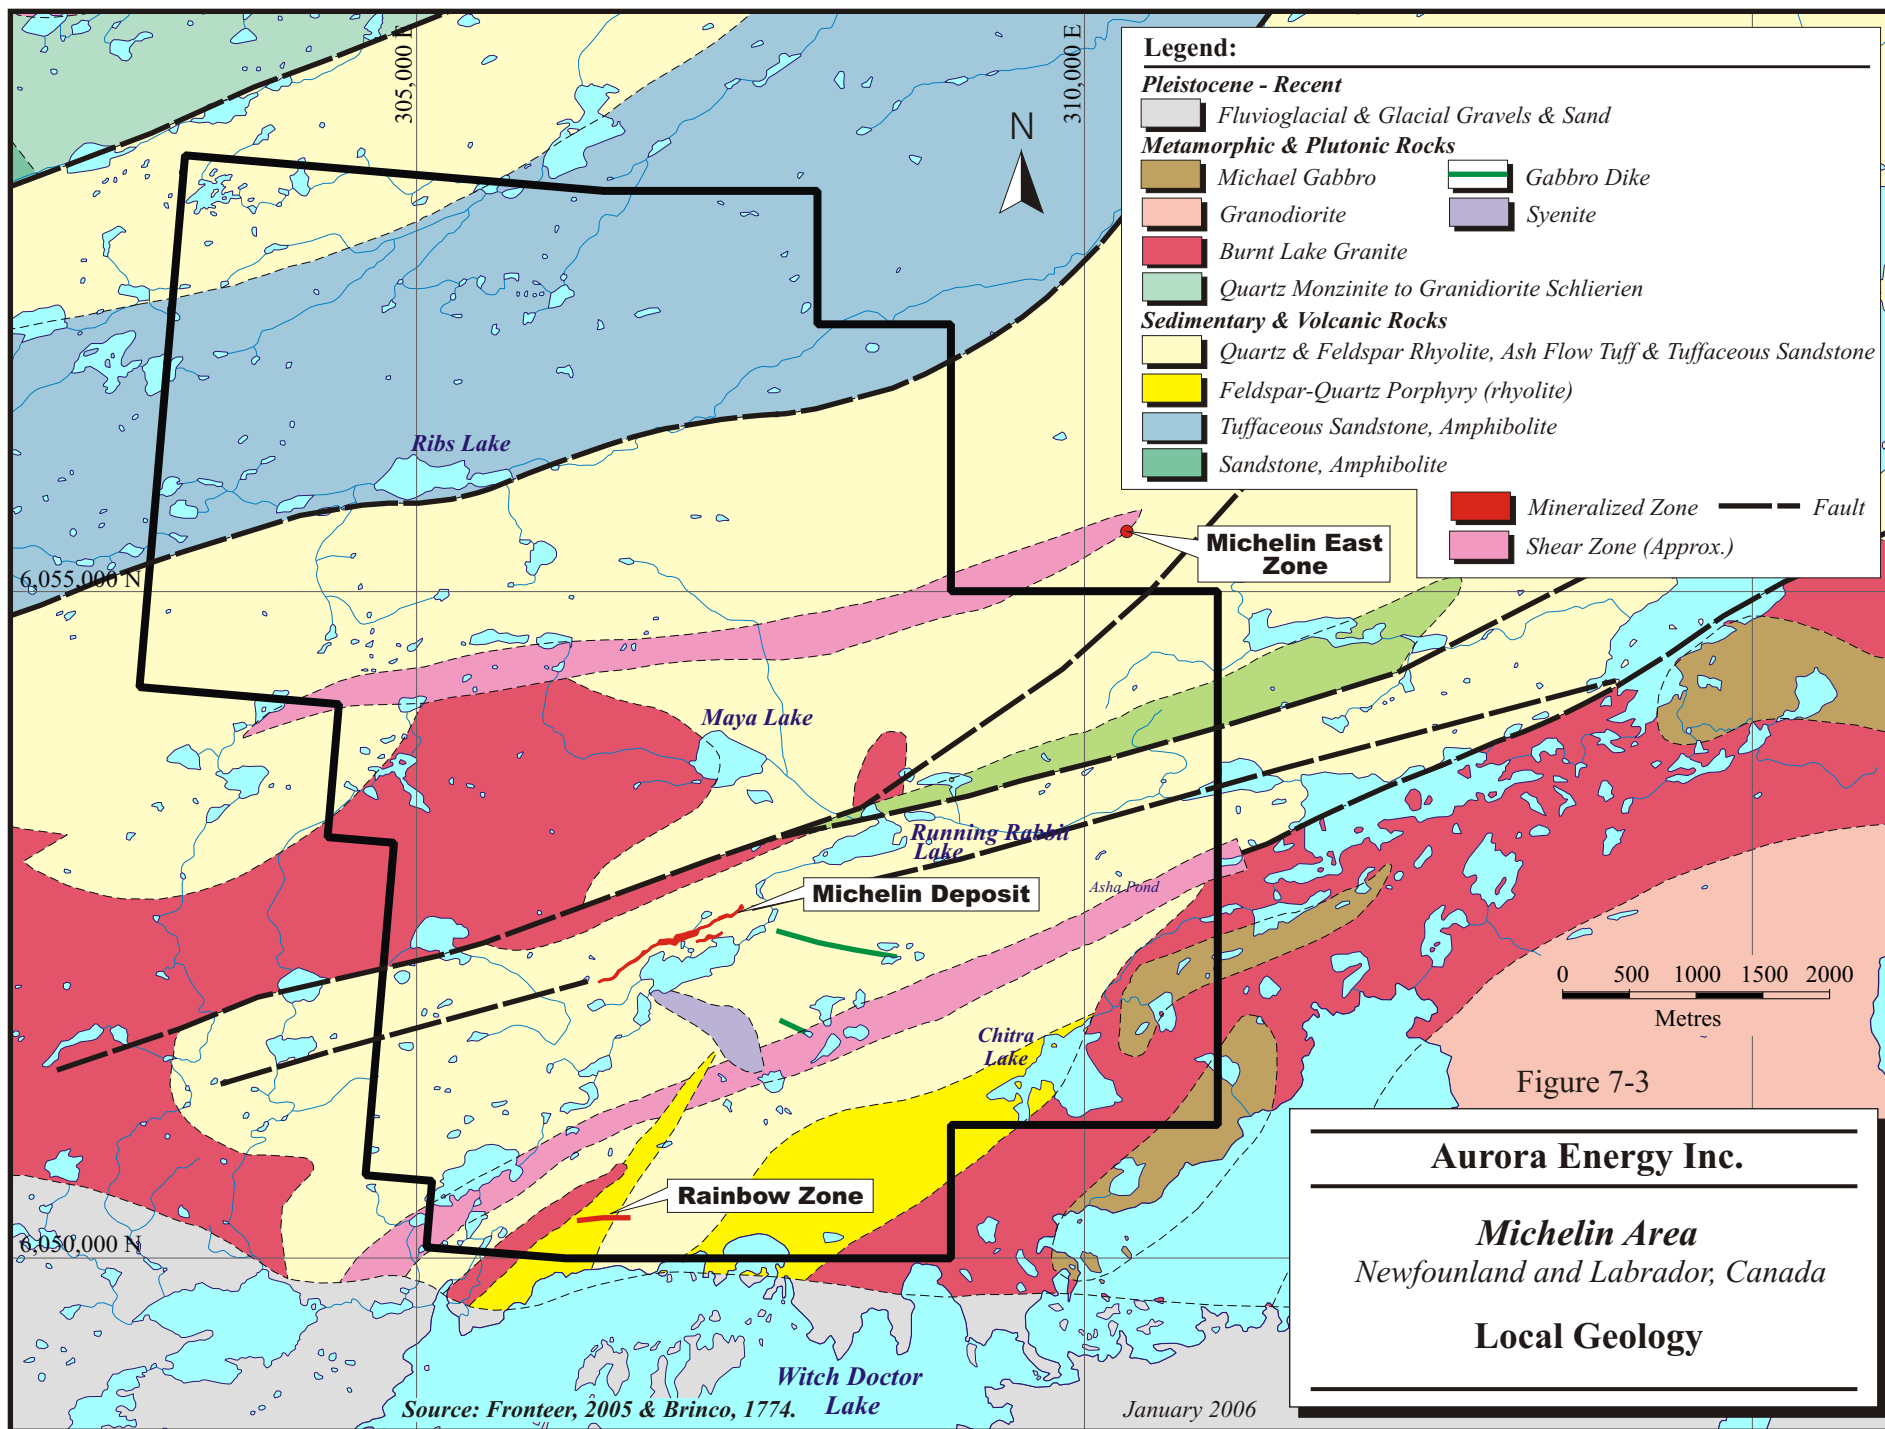 305,000 E
310,000 E
N
Legend:
Pleistocene - Recent
Fluvioglacial & Glacial Gravels & Sand
Metamorphic & Plutonic Rocks
Michael Gabbro
Gabbro Dike
Granodiorite
Syenite
Burnt Lake Granite
Quartz Monzinite to Granidiorite Schlierien
Sedimentary & Volcanic Rocks
Quartz & Feldspar Rhyolite, Ash Flow Tuff & Tuffaceous Sandstone
Feldspar-Quartz Porphyry (rhyolite)
Tuffaceous Sandstone, Amphibolite
Sandstone, Amphibolite
Mineralized Zone
Fault
Shear Zone (Approx.)
Ribs Lake
Michelin East
Zone
6,055,000 N
Maya Lake
Running Rabbit
Lake
Asha Pond
Michelin Deposit
Chitra
Lake
Rainbow Zone
6,050,000 N
0 500 1000 1500 2000
Metres
Figure 7-3
Aurora Energy Inc.
Michelin Area
Newfounland and Labrador, Canada
Local Geology
Witch Doctor
Lake
Source: Fronteer, 2005 & Brinco, 1774.
January 2006